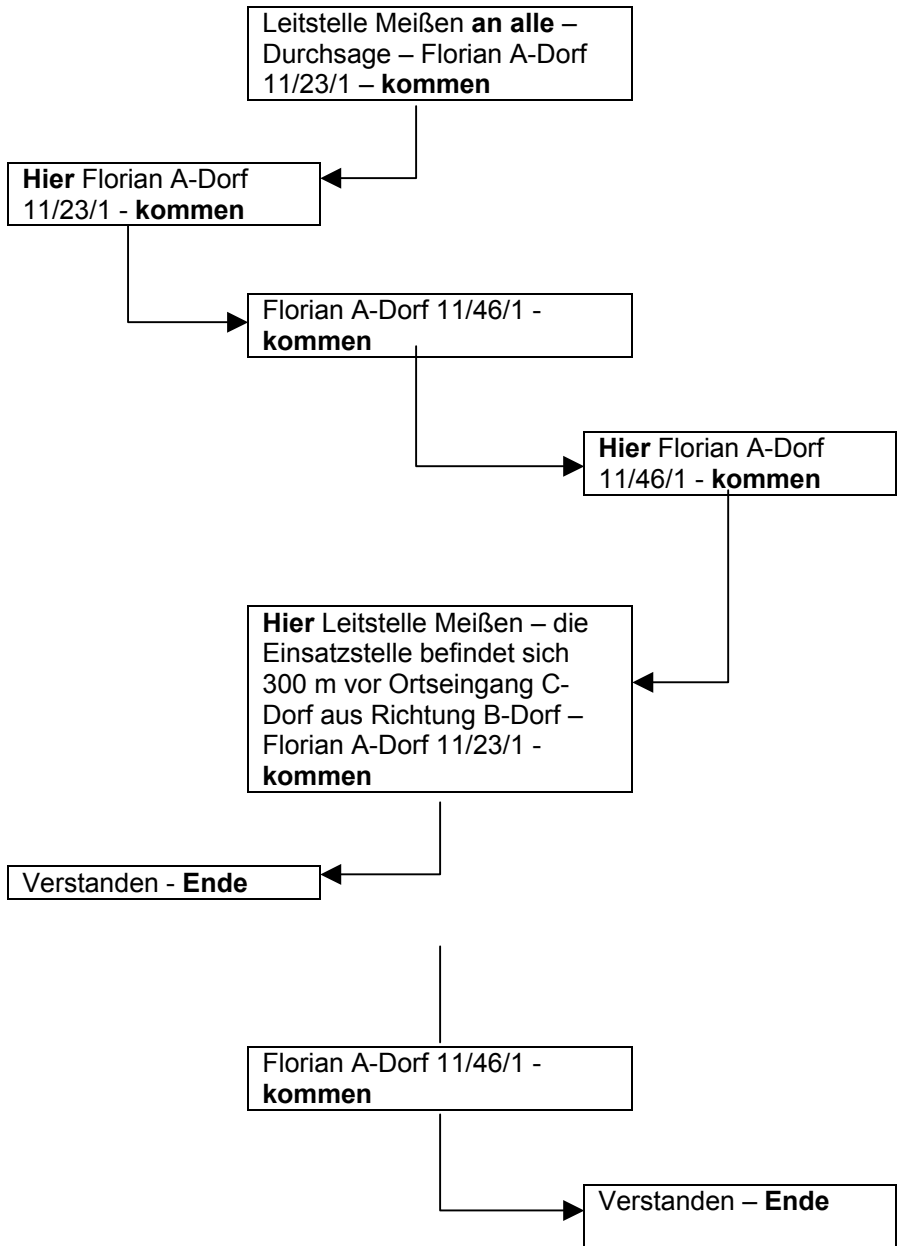 Leitstelle Meißen an alle –
Durchsage – Florian A-Dorf
11/23/1 – kommen
Hier Florian A-Dorf
11/23/1 - kommen
Florian A-Dorf 11/46/1 -
kommen
Hier Florian A-Dorf
11/46/1 - kommen
Hier Leitstelle Meißen – die
Einsatzstelle befindet sich
300 m vor Ortseingang C-
Dorf aus Richtung B-Dorf –
Florian A-Dorf 11/23/1 -
kommen
Verstanden - Ende
Florian A-Dorf 11/46/1 -
kommen
Verstanden – Ende